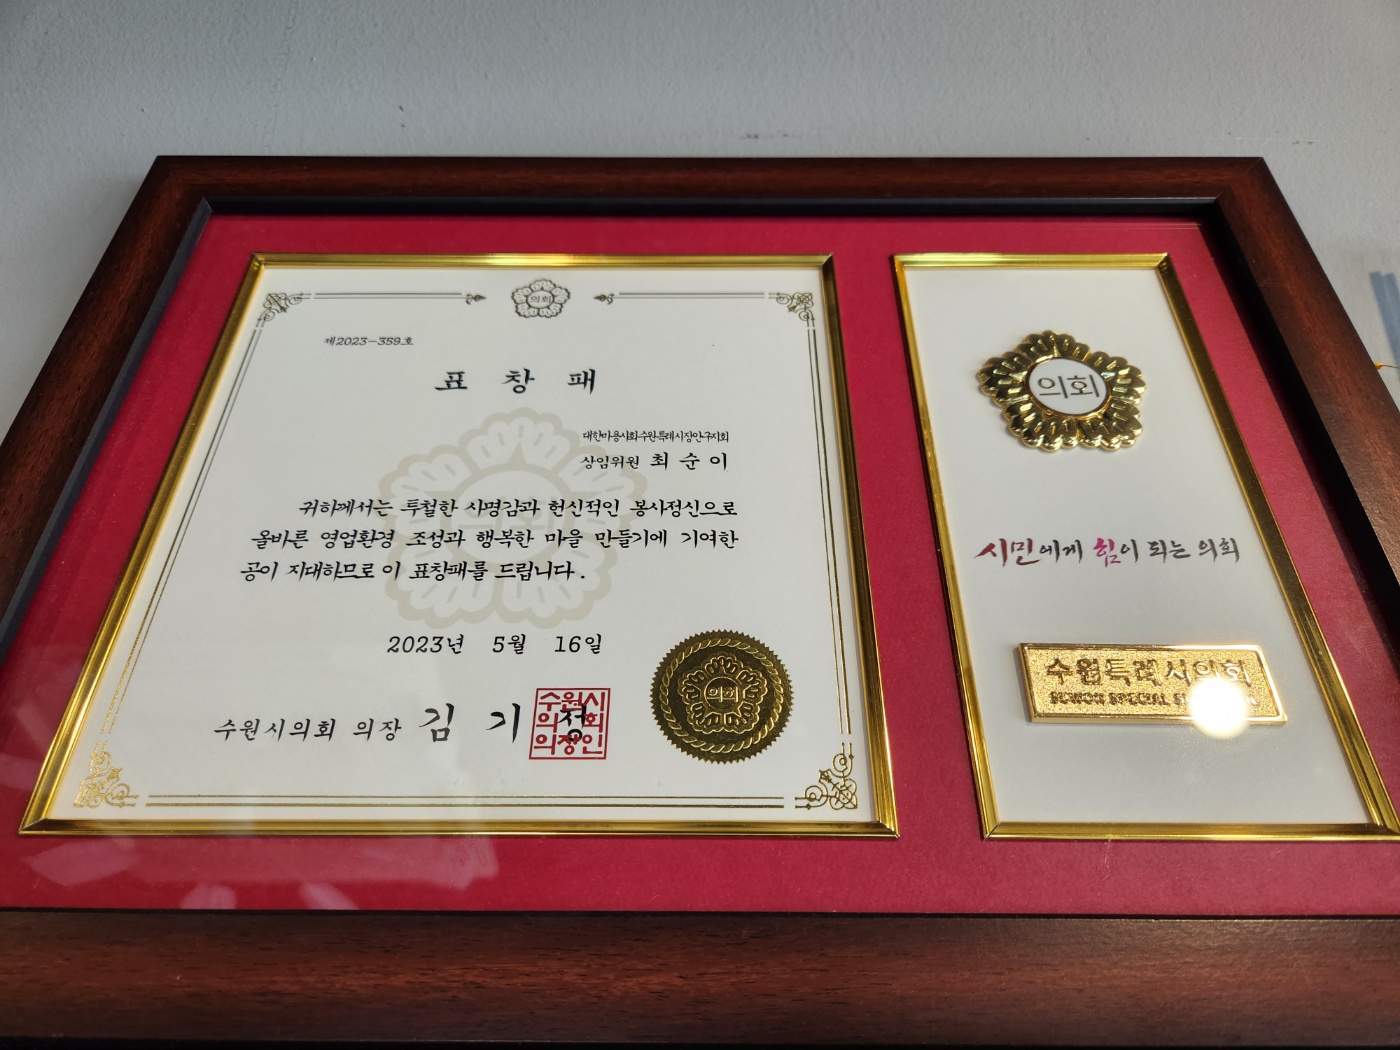 의회
제2023-359호
표 창 패
대한미용사회수원특례시장안구지회
상임위원 최 순 이
귀하께서는 투철한 사명감과 헌신적인 봉사정신으로
올바른 영업환경 조성과 행복한 마을 만들기에 기여한
공이 지대하므로 이 표창패를 드립니다.
2023년 5월 16일
수원시의회 의장 김 기 정
수원시
의회
의장인
의회
의회
시민에게 힘이 되는 의회
수원특례시의회
SUWON SPECIAL